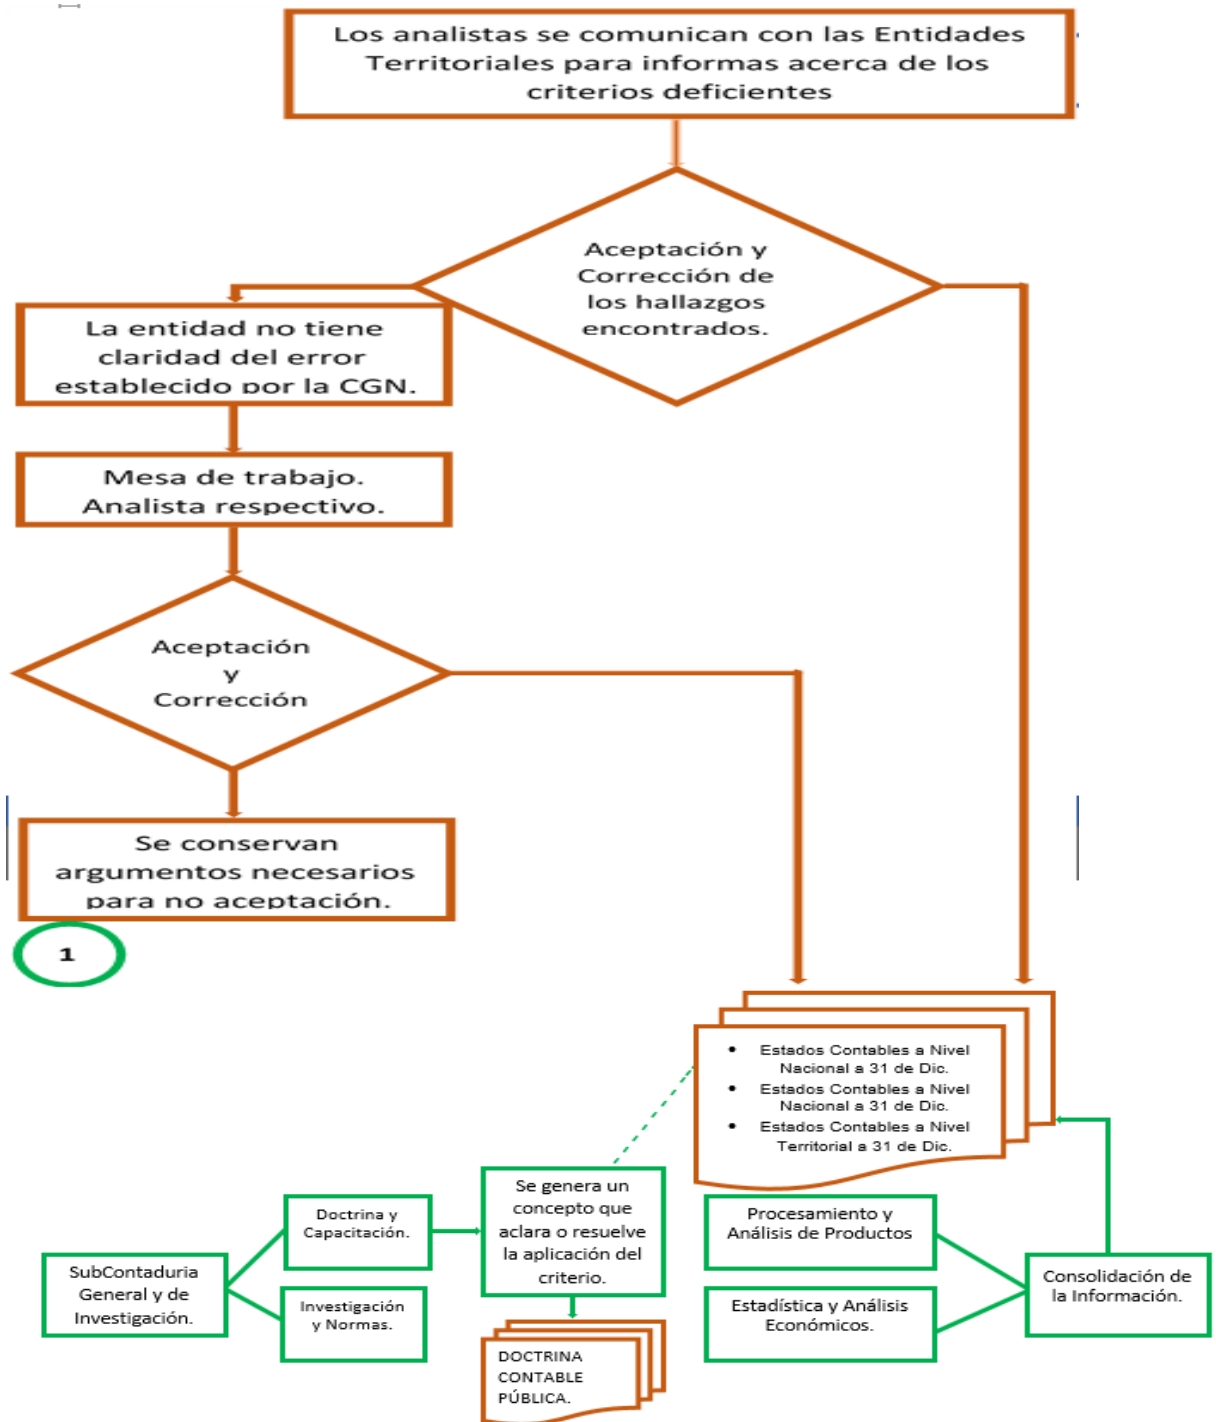 Los analistas se comunican con las Entidades
Territoriales para informas acerca de los
criterios deficientes
Aceptación y
Corrección de
los hallazgos
encontrados.
La entidad no tiene
claridad del error
establecido por la CGN.
Mesa de trabajo.
Analista respectivo.
Aceptación
y
Corrección
Se conservan
argumentos necesarios
para no aceptación.
1
• Estados Contables a Nivel
Nacional a 31 de Dic.
• Estados Contables a Nivel
Nacional a 31 de Dic.
• Estados Contables a Nivel
Territorial a 31 de Dic.
Se genera un
concepto que
aclara o resuelve
la aplicación del
criterio.
Doctrina y
Capacitación.
SubContaduria
General y de
Investigación.
Investigación
y Normas.
DOCTRINA
CONTABLE
PÚBLICA.
Procesamiento y
Análisis de Productos
Estadística y Análisis
Económicos.
Consolidación de
la Información.